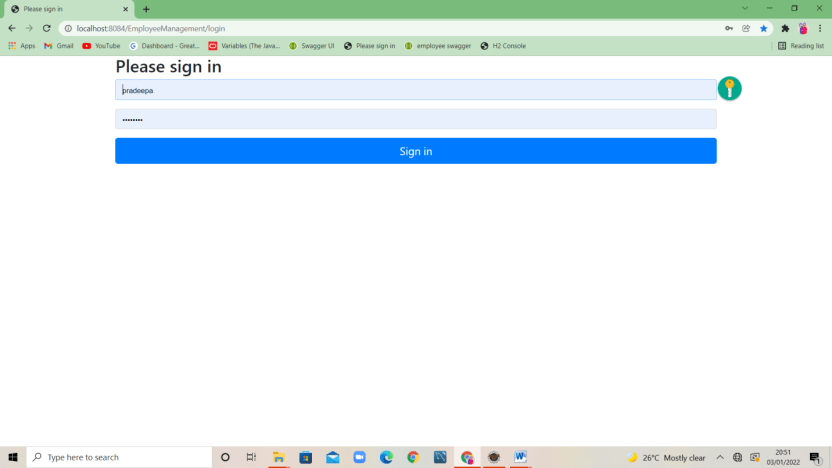 Please sign in
localhost:8084/EmployeeManagement/login
Apps Gmail YouTube Dashboard - Great... Variables (The Java... Swagger UI Please sign in employee swagger H2 Console Reading list
Please sign in
pradeepa
••••••••
Sign in
Type here to search
26°C Mostly clear
20:51
03/01/2022
1